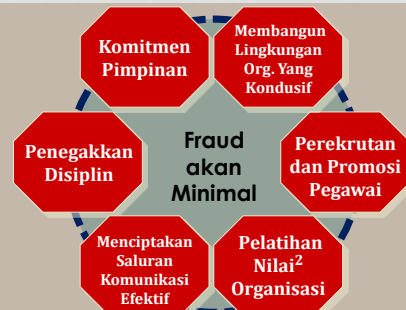 Komitmen
Pimpinan
Membangun
Lingkungan
Org. Yang
Kondusif
Penegakkan
Disiplin
Fraud
akan
Minimal
Perekrutan
dan Promosi
Pegawai
Menciptakan
Saluran
Komunikasi
Efektif
Pelatihan
Nilai²
Organisasi